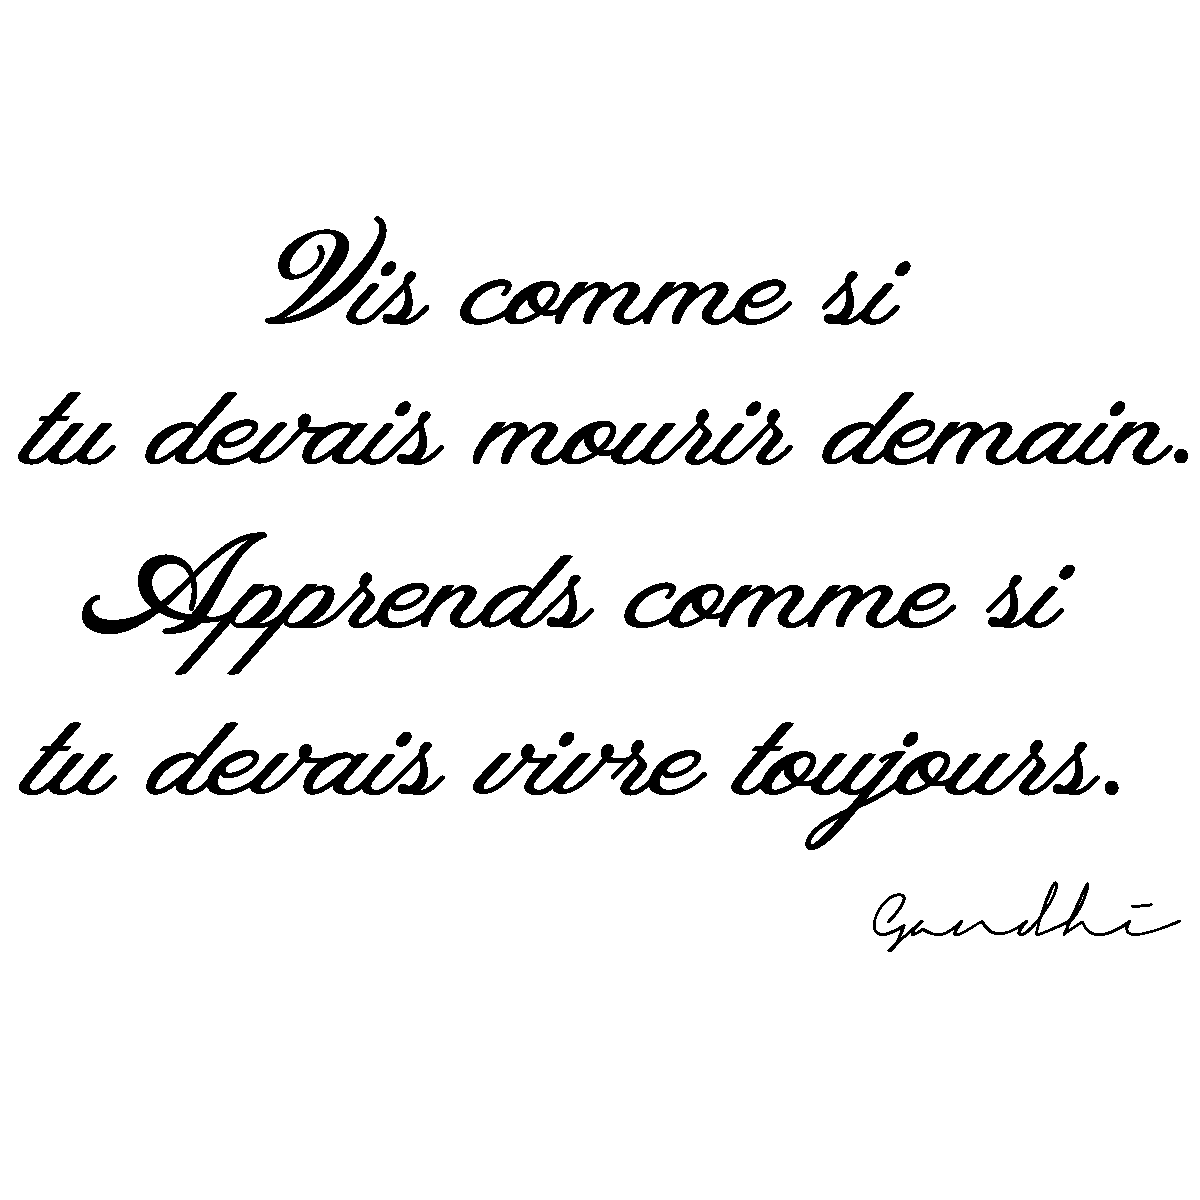 Vis comme si
tu devais mourir demain.
Apprends comme si
tu devais vivre toujours.
Gandhi